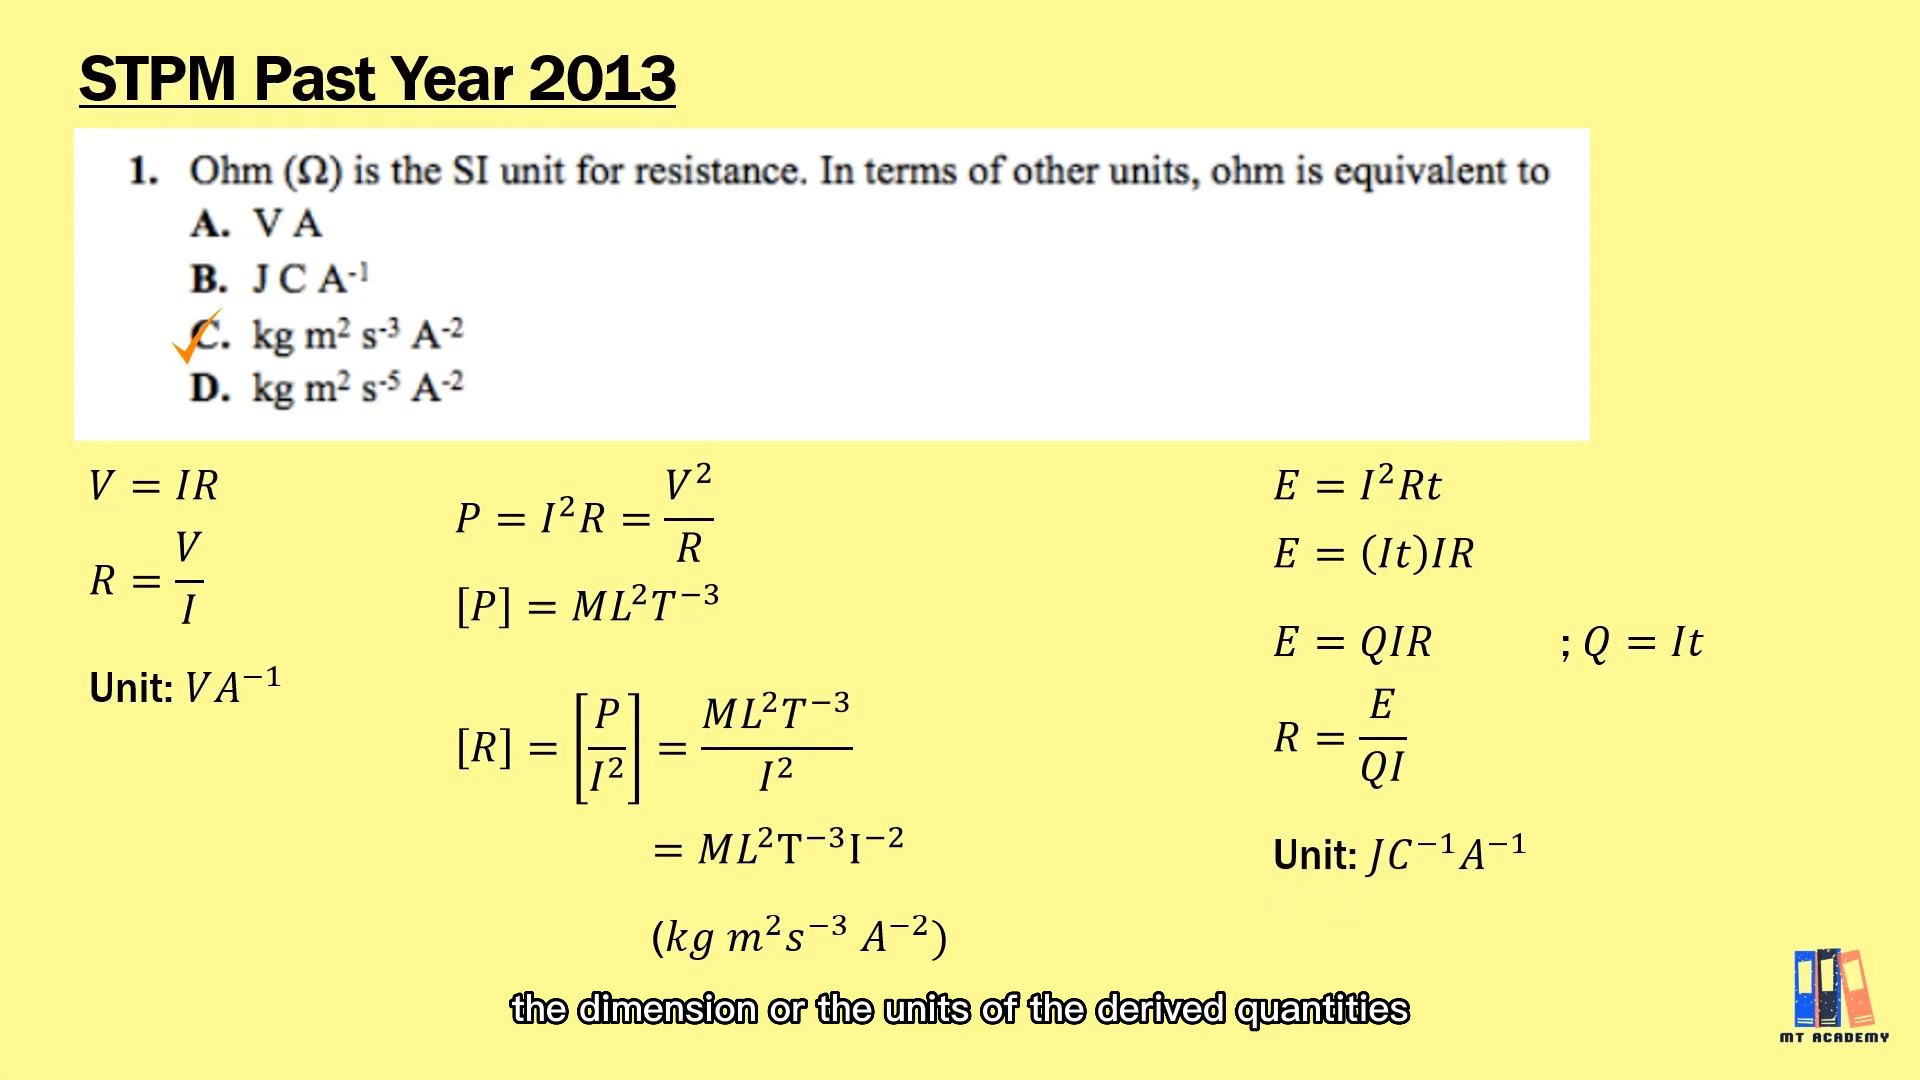 STPM Past Year 2013
1. Ohm (Ω) is the SI unit for resistance. In terms of other units, ohm is equivalent to
A. V A
B. J C A⁻¹
C. kg m² s⁻³ A⁻²
D. kg m² s⁻⁵ A⁻²
V = IR
R = V/I
Unit: VA⁻¹
P = I²R = V²/R
[P] = ML²T⁻³
[R] = [P/I²] = ML²T⁻³/I²
= ML²T⁻³I⁻²
(kg m²s⁻³ A⁻²)
E = I²Rt
E = (It)IR
E = QIR ; Q = It
R = E/QI
Unit: JC⁻¹A⁻¹
the dimension or the units of the derived quantities
MT ACADEMY